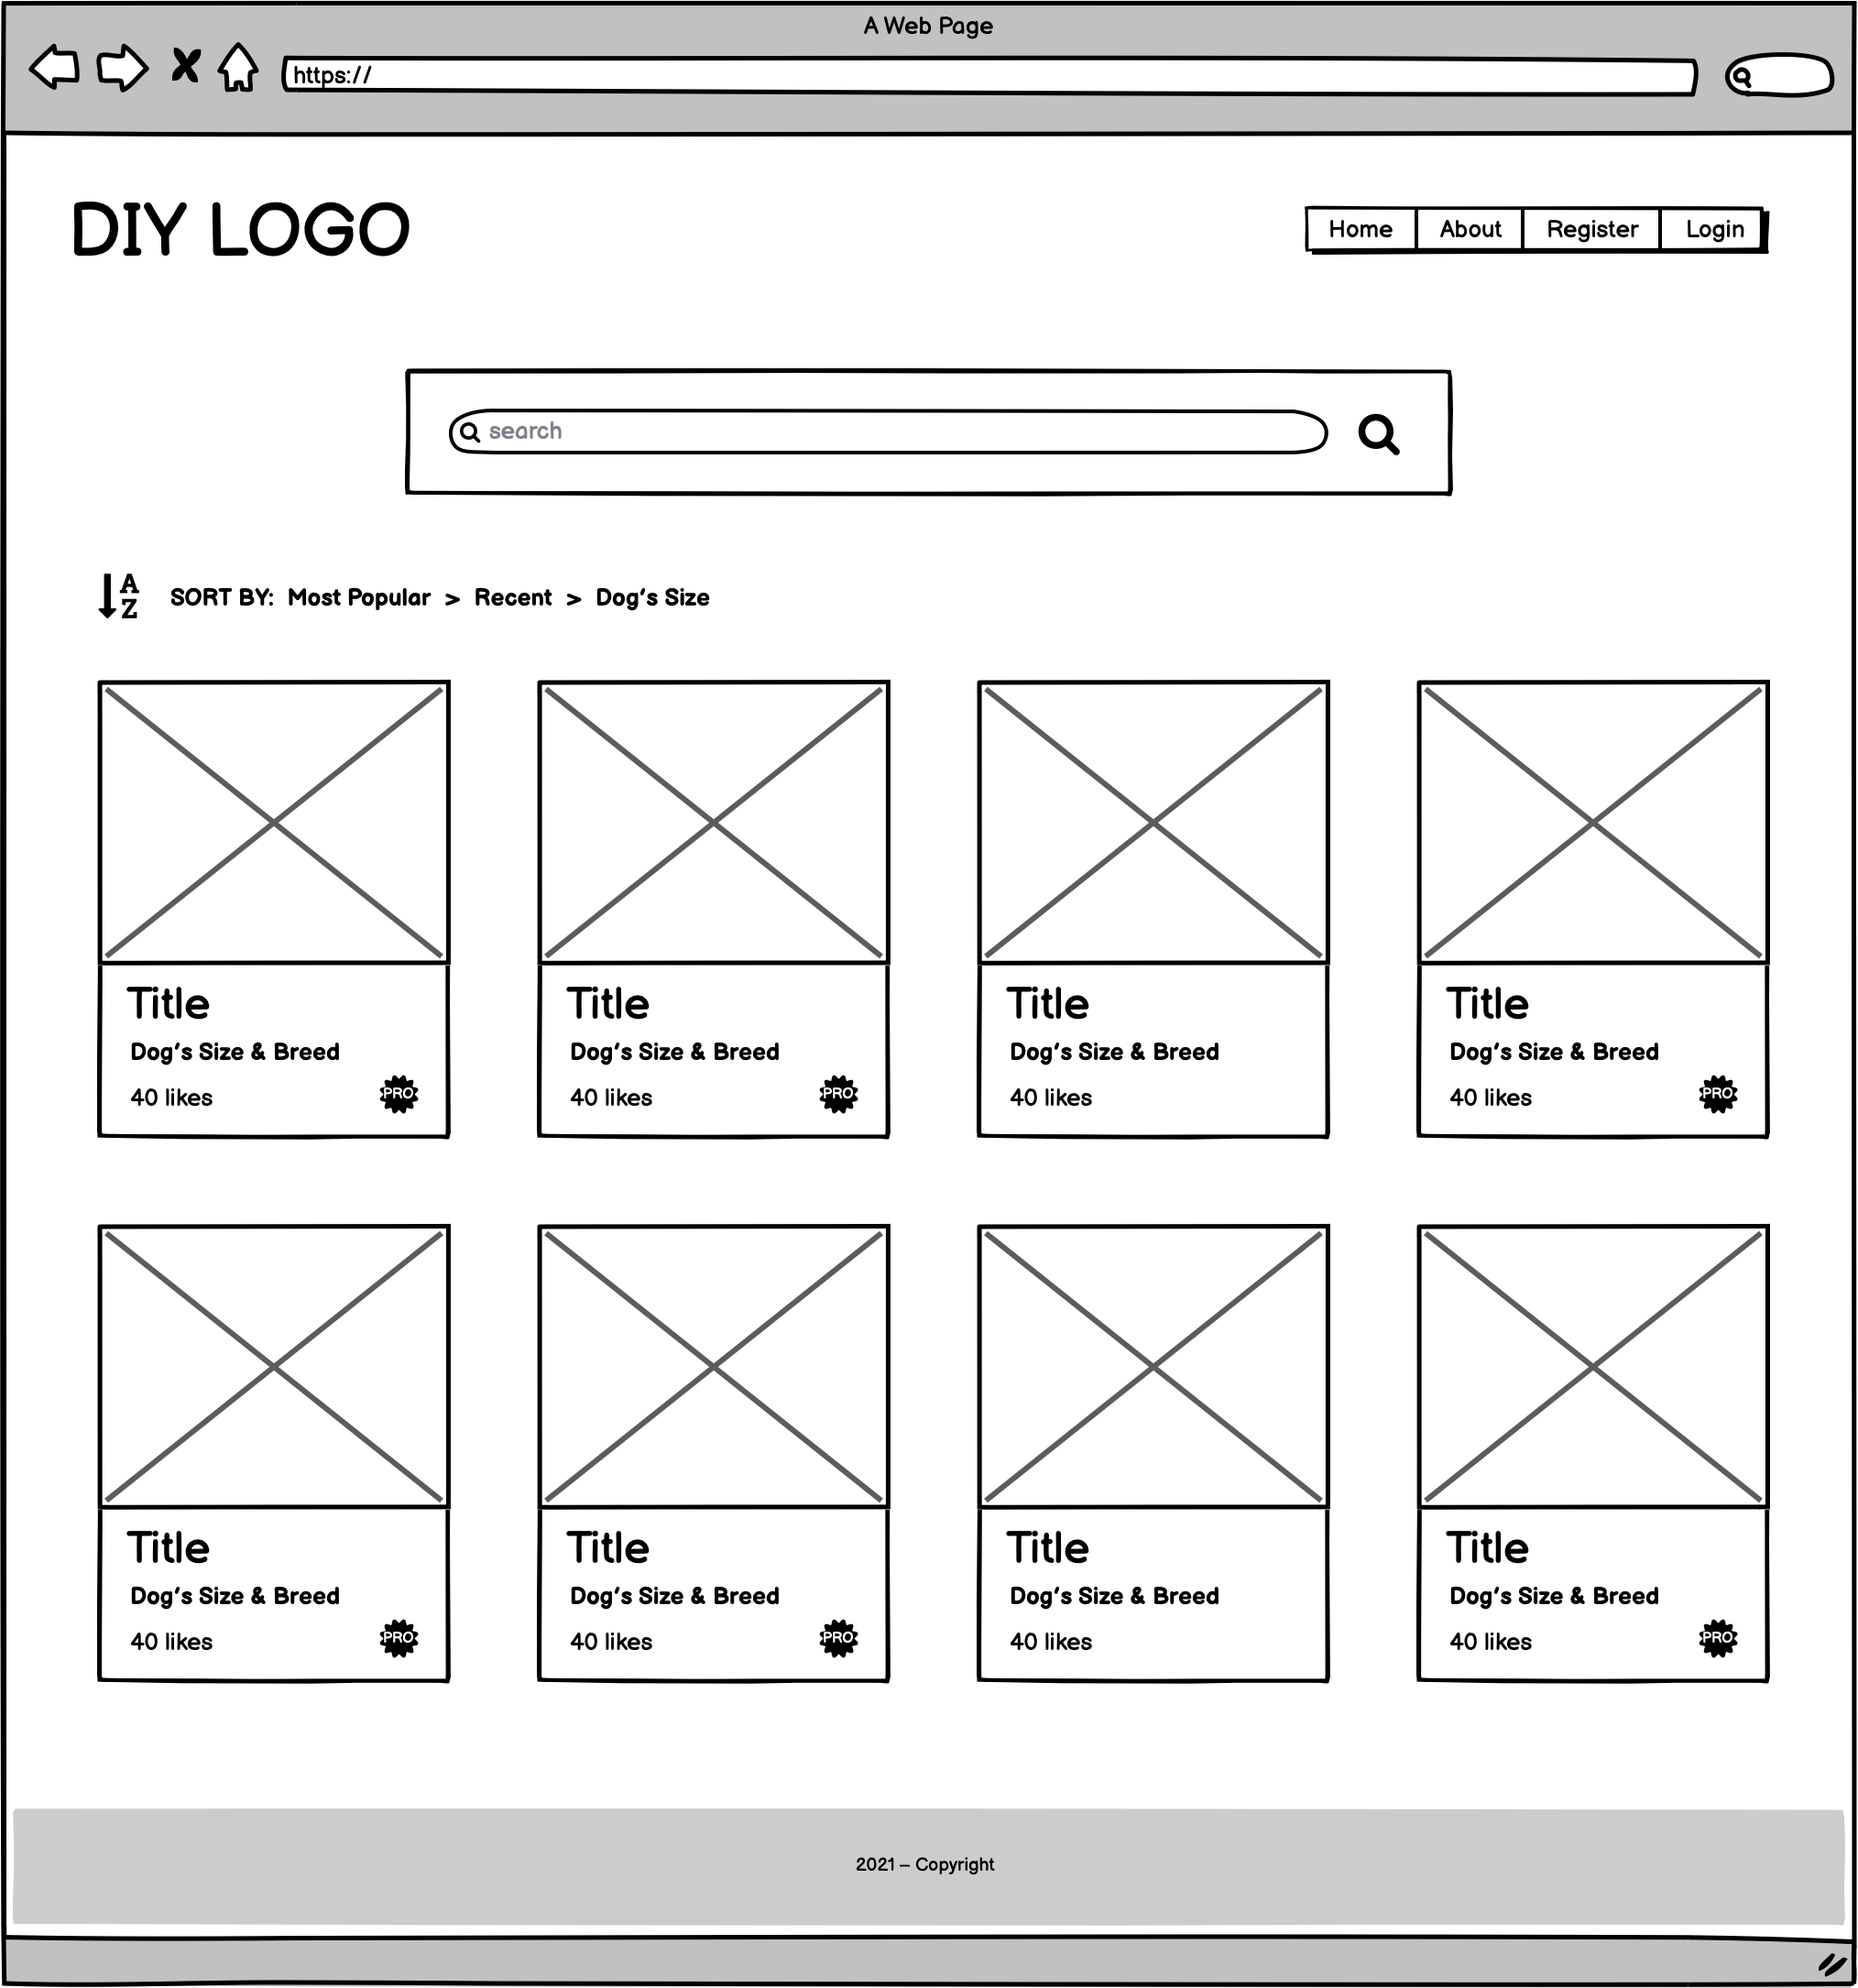 A Web Page
https://
DIY LOGO
Home About Register Login
search
A
Z
SORT BY: Most Popular > Recent > Dog's Size
Title Title Title Title
Dog's Size & Breed Dog's Size & Breed Dog's Size & Breed Dog's Size & Breed
40 likes PRO 40 likes PRO 40 likes 40 likes PRO
Title Title Title Title
Dog's Size & Breed Dog's Size & Breed Dog's Size & Breed Dog's Size & Breed
40 likes PRO 40 likes PRO 40 likes 40 likes PRO
2021 – Copyright